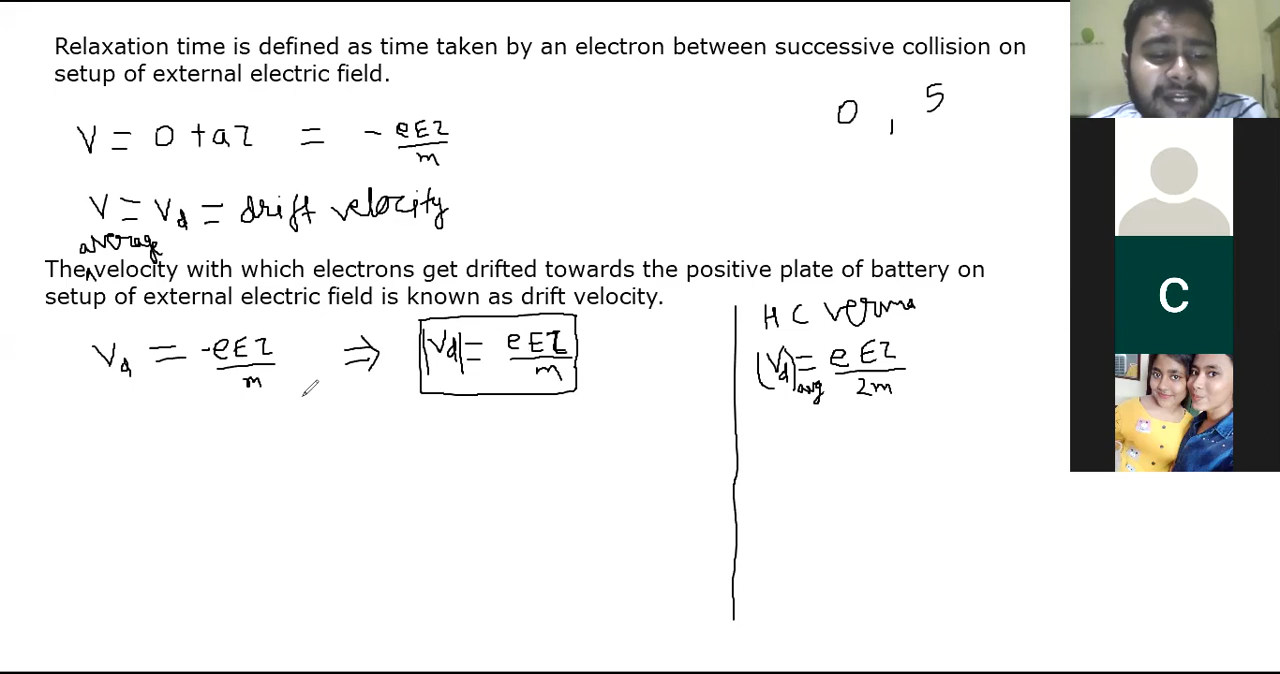 Relaxation time is defined as time taken by an electron between successive collision on
setup of external electric field.
0 , 5
V = 0 + aτ = - eEτ/m
V = Vd = drift velocity
average
The ^ velocity with which electrons get drifted towards the positive plate of battery on
setup of external electric field is known as drift velocity.
H C Verma
Vd = -eEτ/m ⇒ |Vd| = eEτ/m
(Vd)avg = eEτ/2m
C